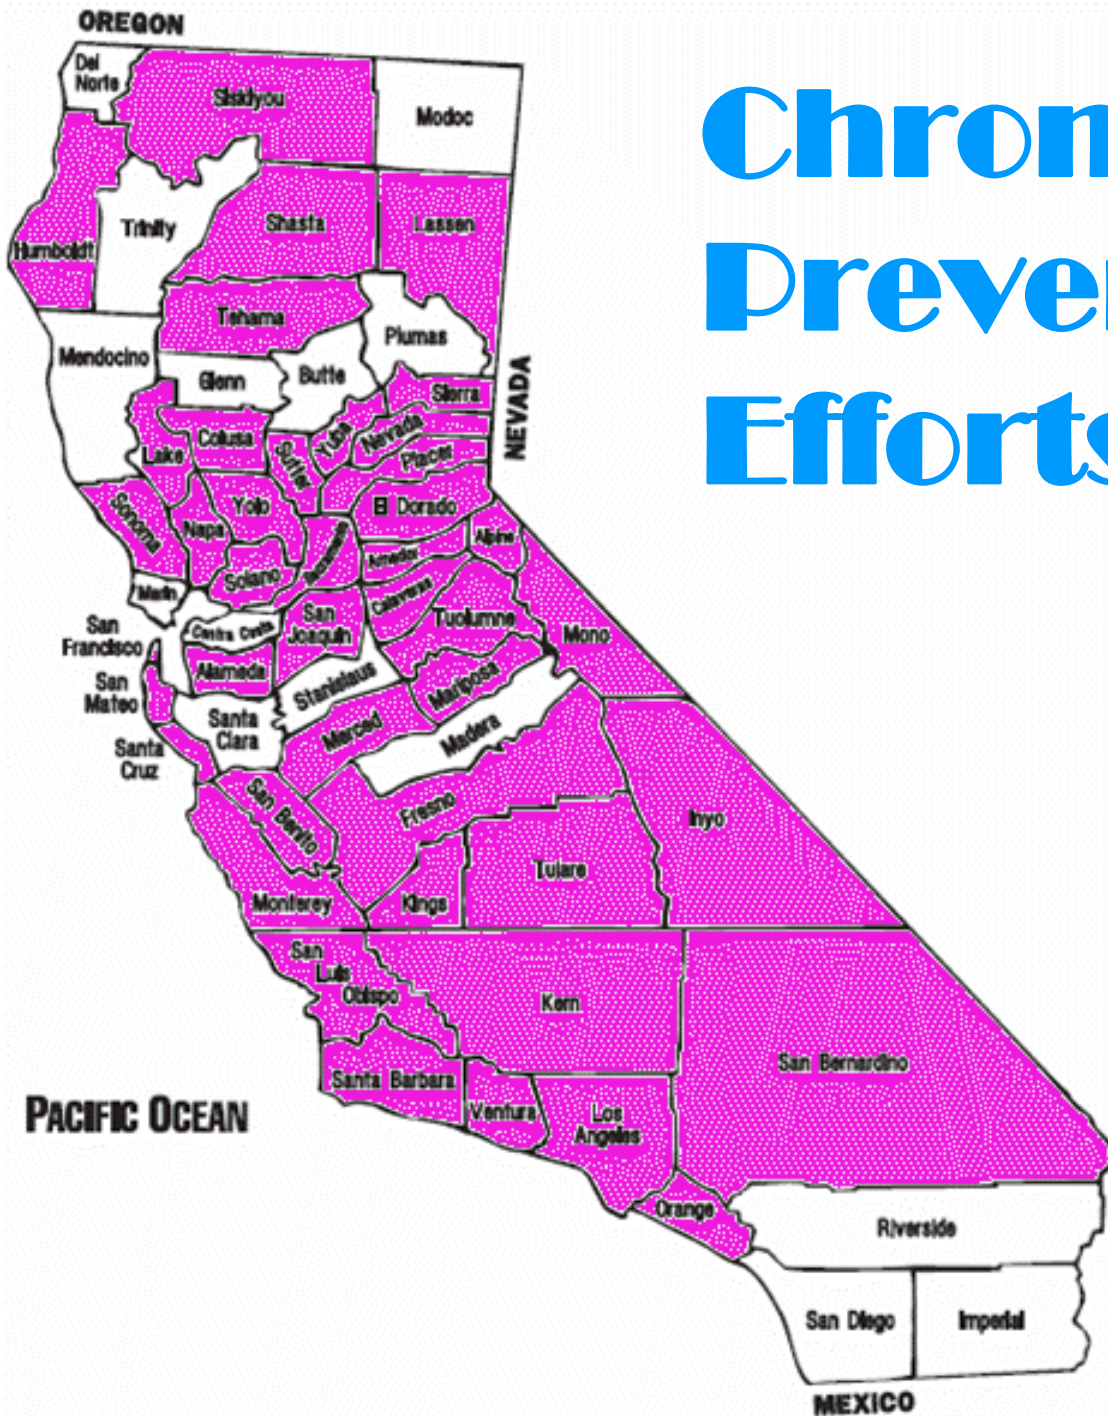 OREGON
Del
Norte
Siskiyou
Modoc
Chron
Preven
Efforts
Humboldt
Trinity
Shasta
Lassen
Tehama
Plumas
Mendocino
Glenn
Butte
Sierra
NEVADA
Colusa
Yuba
Nevada
Lake
Sutter
Placer
Sonoma
Napa
Yolo
El Dorado
Alpine
Solano
Sacramento
Amador
Marin
Calaveras
San
Francisco
Contra Costa
San
Joaquin
Tuolumne
Mono
Alameda
San
Mateo
Stanislaus
Mariposa
Santa
Clara
Merced
Madera
Santa
Cruz
San Benito
Fresno
Inyo
Tulare
Monterey
Kings
San
Luis
Obispo
Kern
San Bernardino
Santa Barbara
Ventura
Los
Angeles
PACIFIC OCEAN
Orange
Riverside
San Diego
Imperial
MEXICO